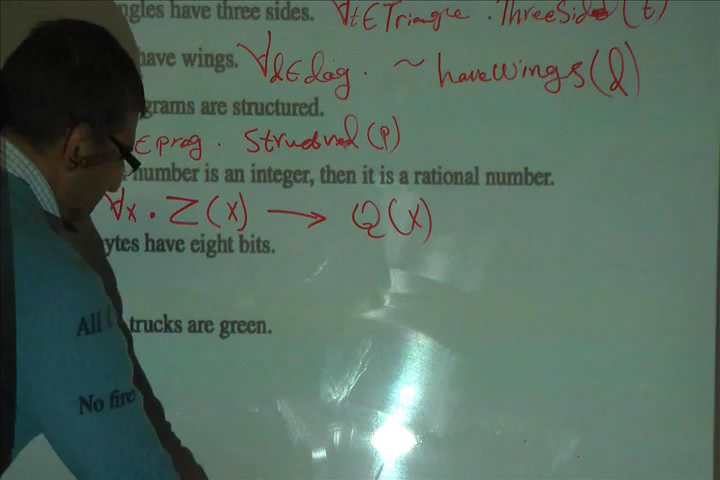 ngles have three sides. ∀t∈Triangle . ThreeSided(t)
have wings. ∀d∈dog . ~ haveWings(d)
grams are structured.
∈prog . Structured(p)
number is an integer, then it is a rational number.
∀x . Z(x) → Q(x)
ytes have eight bits.
All trucks are green.
No fire